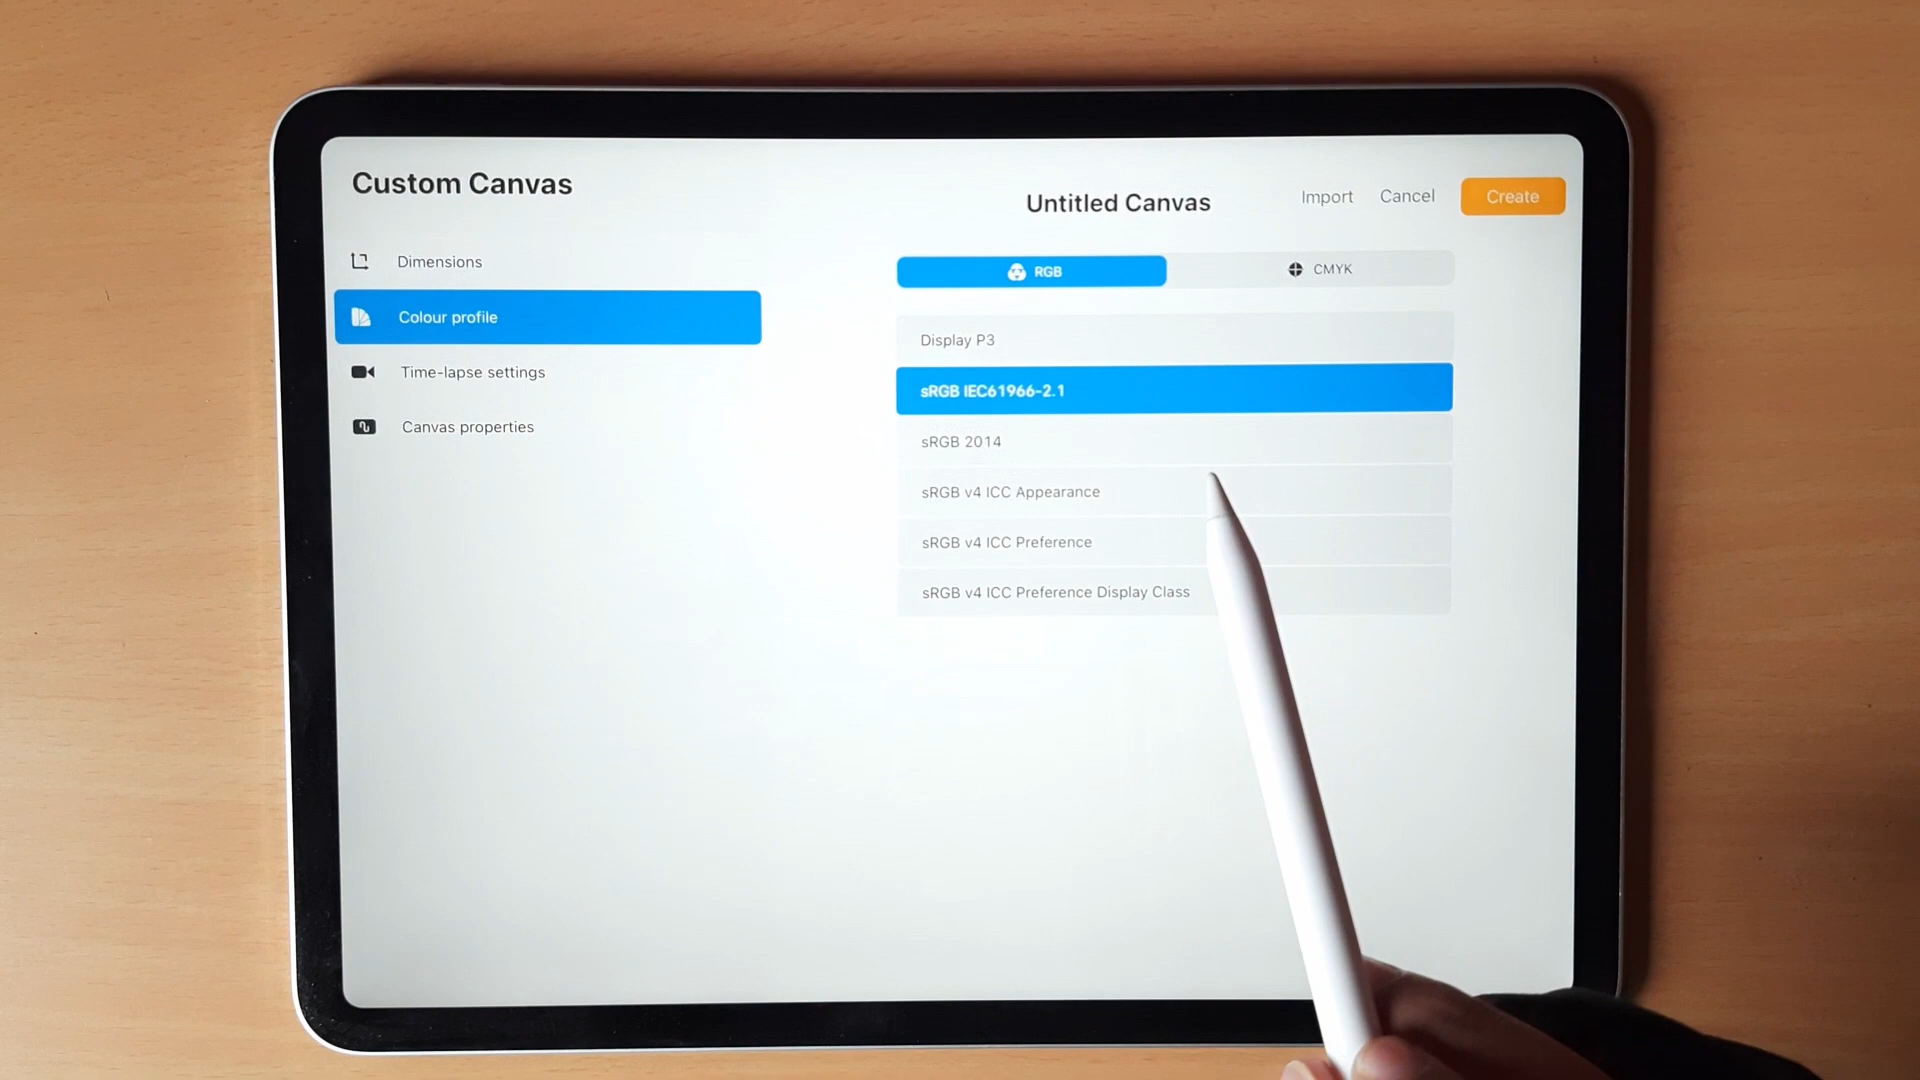 Custom Canvas
Untitled Canvas
Import
Cancel
Create
Dimensions
Colour profile
Time-lapse settings
Canvas properties
RGB
CMYK
Display P3
sRGB IEC61966-2.1
sRGB 2014
sRGB v4 ICC Appearance
sRGB v4 ICC Preference
sRGB v4 ICC Preference Display Class